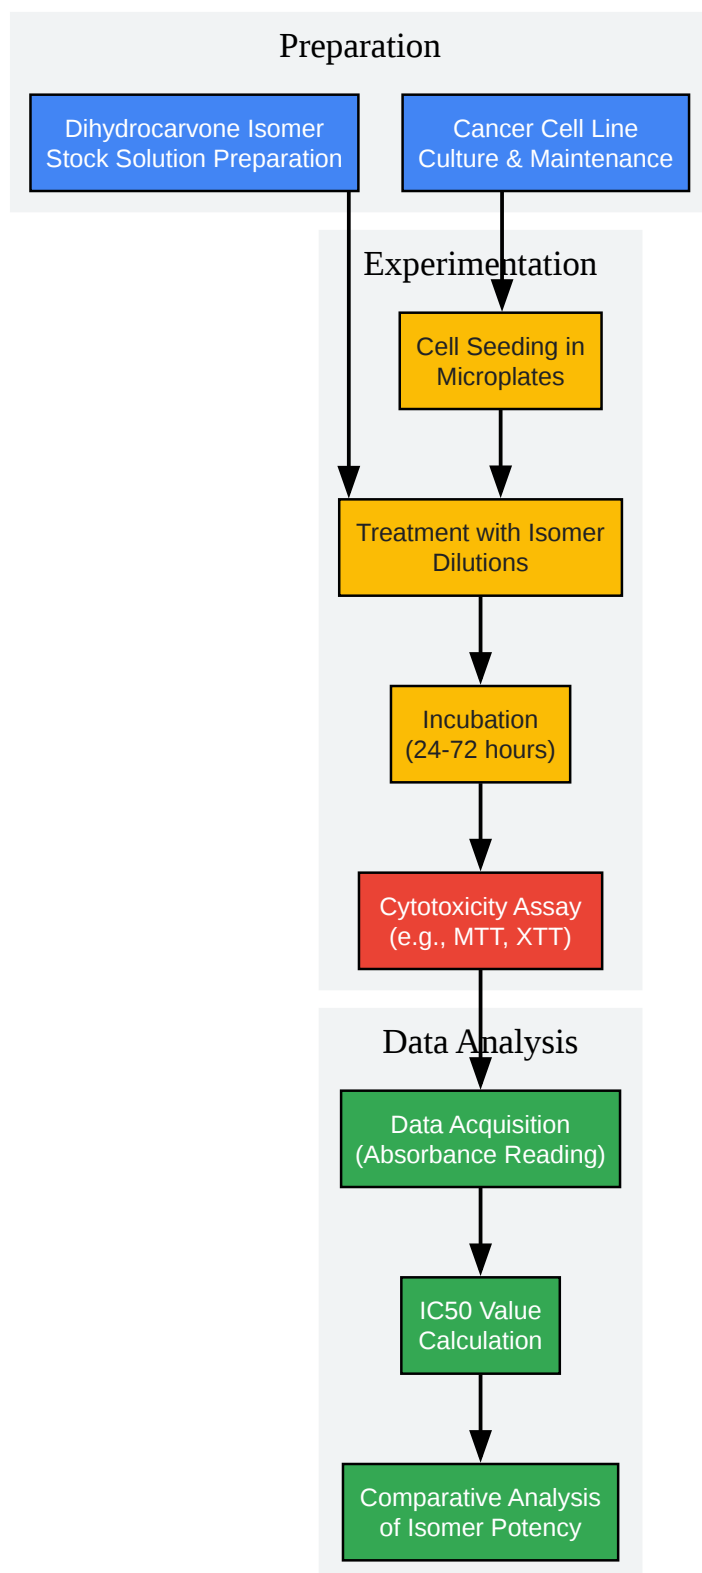 Preparation
Dihydrocarvone Isomer
Stock Solution Preparation
Cancer Cell Line
Culture & Maintenance
Experimentation
Cell Seeding in
Microplates
Treatment with Isomer
Dilutions
Incubation
(24-72 hours)
Cytotoxicity Assay
(e.g., MTT, XTT)
Data Analysis
Data Acquisition
(Absorbance Reading)
IC50 Value
Calculation
Comparative Analysis
of Isomer Potency